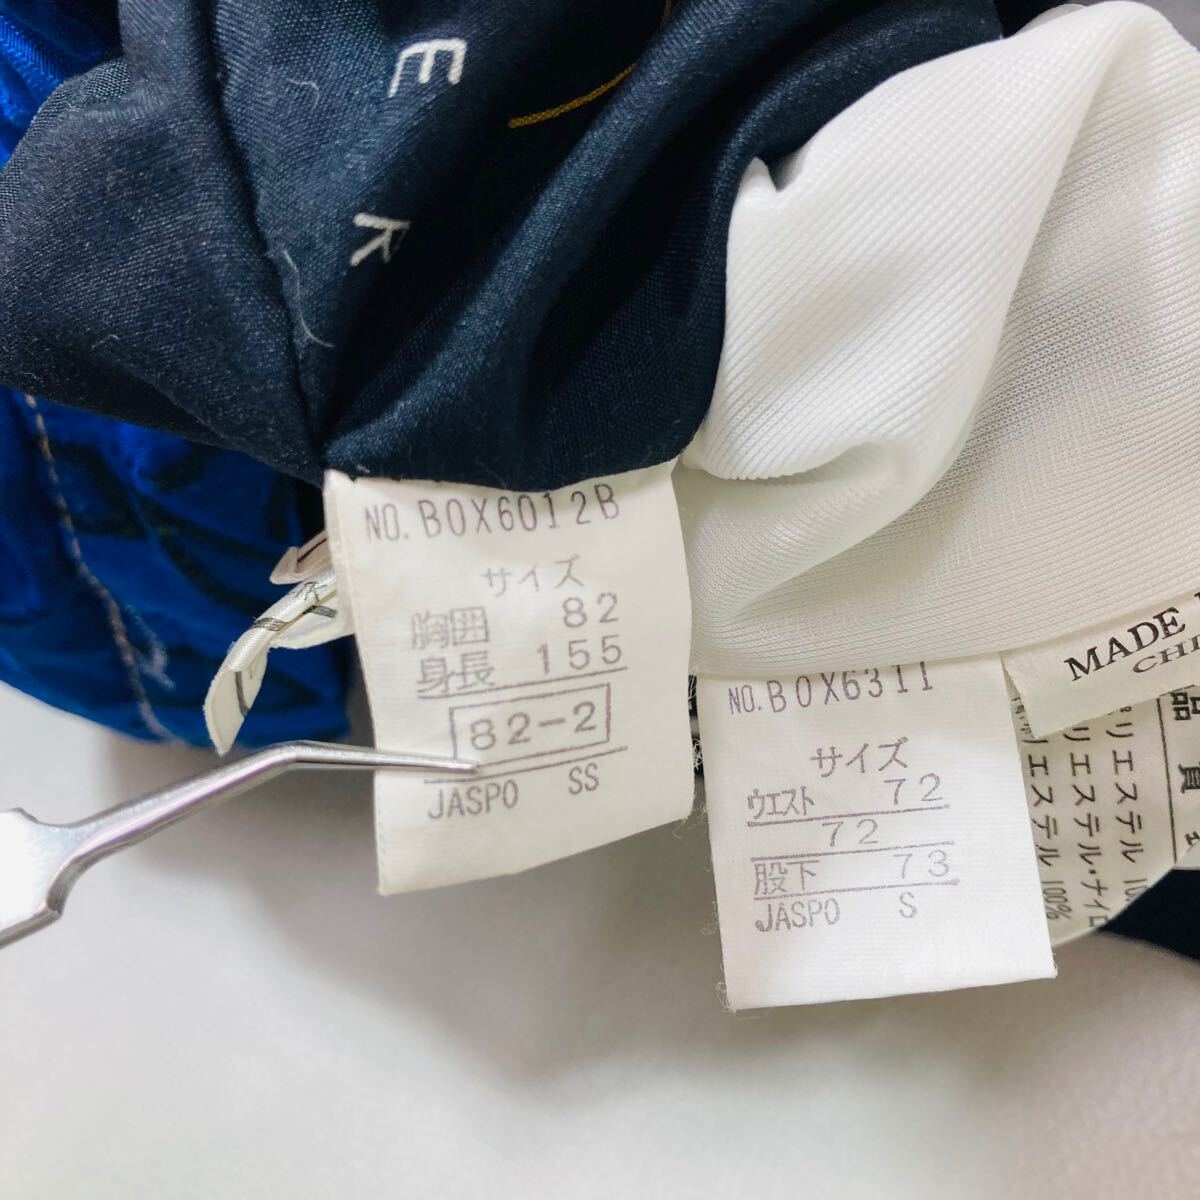 E
K
NO. BOX6012B
サイズ
胸囲 82
身長 155
82-2
JASPO SS
NO. BOX6311
サイズ
ウエスト 72
72
股下 73
JASPO S
MADE
品質
リエステル
リエステル・ナイロ
エステル 100%